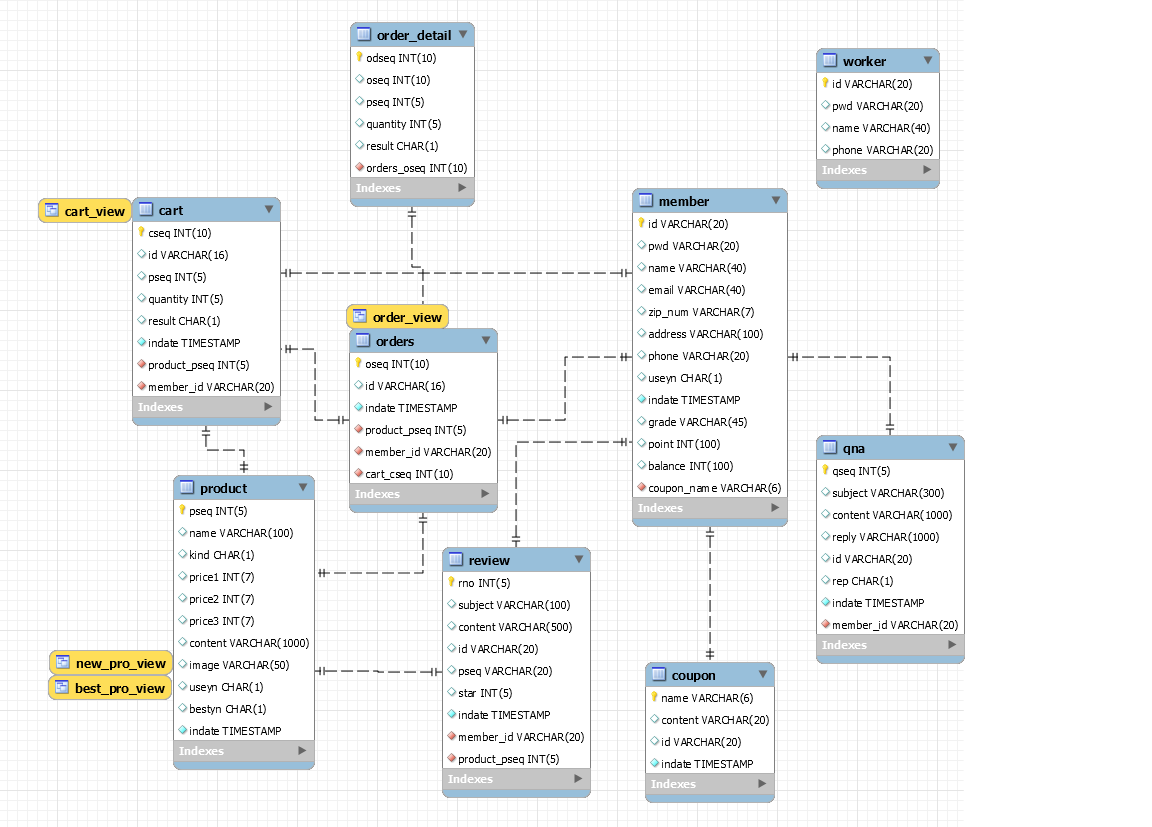 order_detail
odseq INT(10)
oseq INT(10)
pseq INT(5)
quantity INT(5)
result CHAR(1)
orders_oseq INT(10)
Indexes
worker
id VARCHAR(20)
pwd VARCHAR(20)
name VARCHAR(40)
phone VARCHAR(20)
Indexes
cart_view
cart
cseq INT(10)
id VARCHAR(16)
pseq INT(5)
quantity INT(5)
result CHAR(1)
indate TIMESTAMP
product_pseq INT(5)
member_id VARCHAR(20)
Indexes
member
id VARCHAR(20)
pwd VARCHAR(20)
name VARCHAR(40)
email VARCHAR(40)
zip_num VARCHAR(7)
address VARCHAR(100)
phone VARCHAR(20)
useyn CHAR(1)
indate TIMESTAMP
grade VARCHAR(45)
point INT(100)
balance INT(100)
coupon_name VARCHAR(6)
Indexes
order_view
orders
oseq INT(10)
id VARCHAR(16)
indate TIMESTAMP
product_pseq INT(5)
member_id VARCHAR(20)
cart_cseq INT(10)
Indexes
qna
qseq INT(5)
subject VARCHAR(300)
content VARCHAR(1000)
reply VARCHAR(1000)
id VARCHAR(20)
rep CHAR(1)
indate TIMESTAMP
member_id VARCHAR(20)
Indexes
product
pseq INT(5)
name VARCHAR(100)
kind CHAR(1)
price1 INT(7)
price2 INT(7)
price3 INT(7)
content VARCHAR(1000)
image VARCHAR(50)
useyn CHAR(1)
bestyn CHAR(1)
indate TIMESTAMP
Indexes
new_pro_view
best_pro_view
review
rno INT(5)
subject VARCHAR(100)
content VARCHAR(500)
id VARCHAR(20)
pseq VARCHAR(20)
star INT(5)
indate TIMESTAMP
member_id VARCHAR(20)
product_pseq INT(5)
Indexes
coupon
name VARCHAR(6)
content VARCHAR(20)
id VARCHAR(20)
indate TIMESTAMP
Indexes